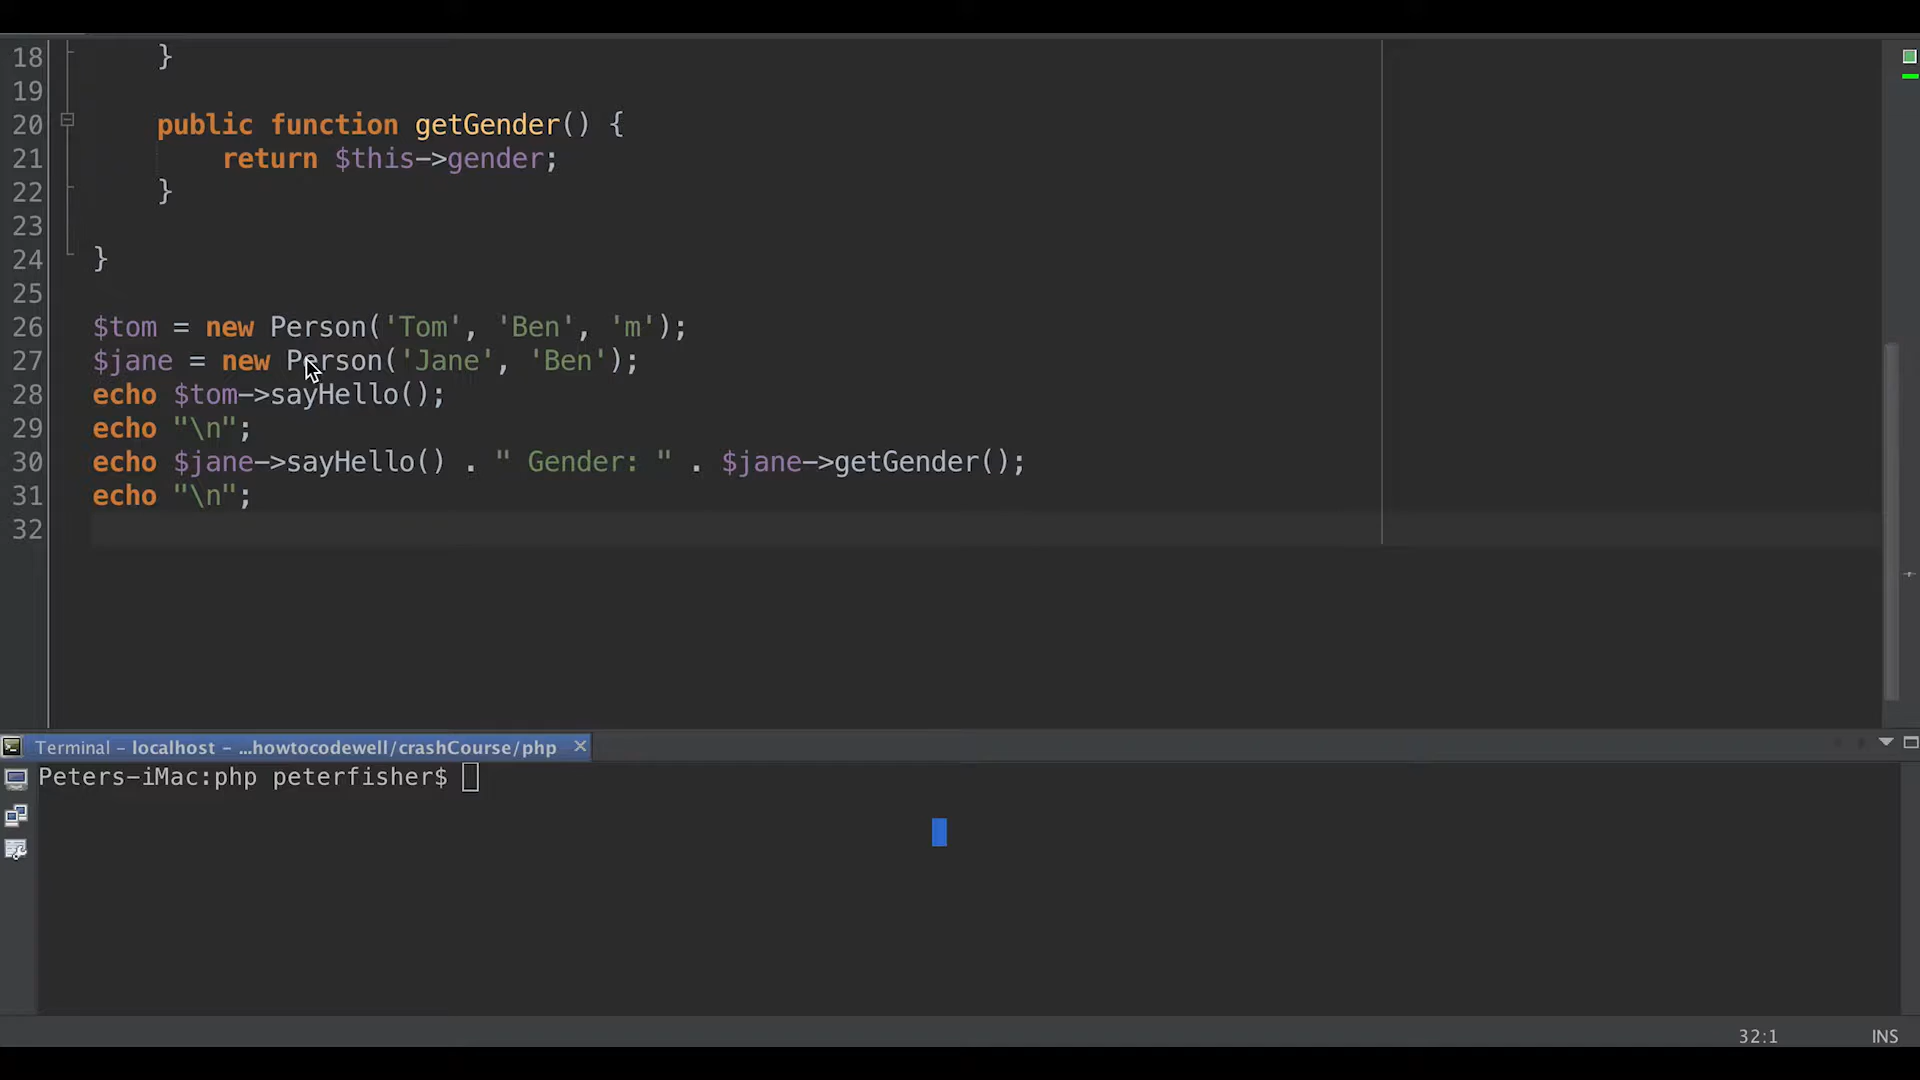 18 }
19
20 public function getGender() {
21 return $this->gender;
22 }
23
24 }
25
26 $tom = new Person('Tom', 'Ben', 'm');
27 $jane = new Person('Jane', 'Ben');
28 echo $tom->sayHello();
29 echo "\n";
30 echo $jane->sayHello() . " Gender: " . $jane->getGender();
31 echo "\n";
32
Terminal – localhost – ...howtocodewell/crashCourse/php
Peters-iMac:php peterfisher$
32:1 INS